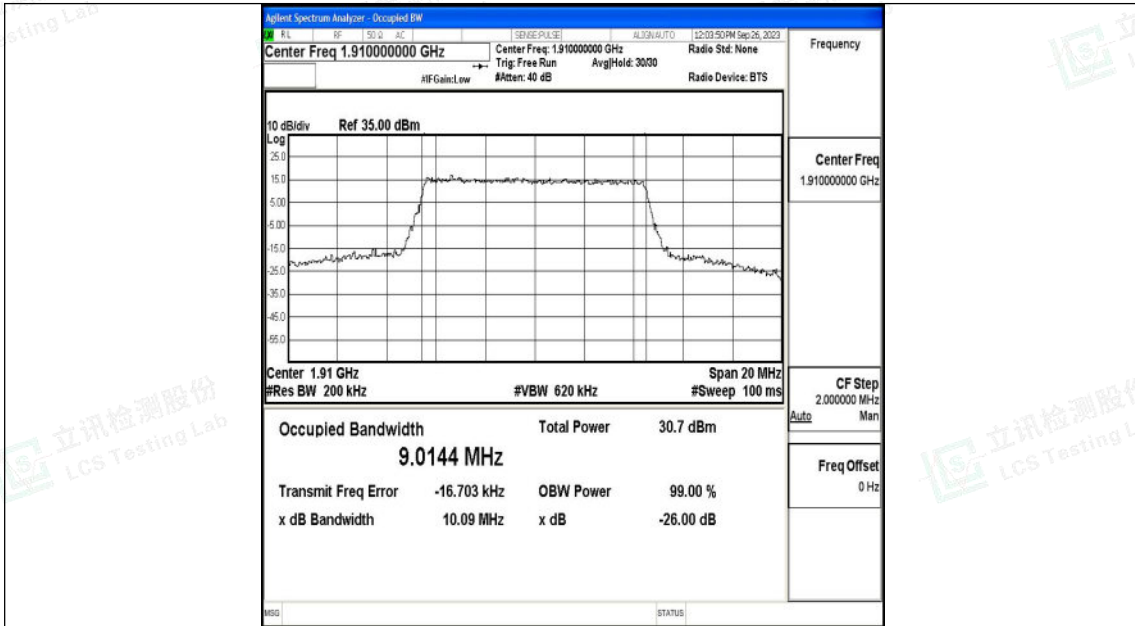 Agilent Spectrum Analyzer - Occupied BW
RL RF 50 Ω AC SENSE:PULSE ALIGNAUTO 12:03:50 PM Sep 26, 2023
Center Freq 1.910000000 GHz
Center Freq: 1.910000000 GHz
Radio Std: None
Trig: Free Run Avg|Hold: 30/30
#IFGain:Low #Atten: 40 dB Radio Device: BTS
Frequency
10 dB/div Ref 35.00 dBm
Log
25.0
15.0
5.00
-5.00
-15.0
-25.0
-35.0
-45.0
-55.0
Center 1.91 GHz Span 20 MHz
#Res BW 200 kHz #VBW 620 kHz #Sweep 100 ms
Occupied Bandwidth Total Power 30.7 dBm
9.0144 MHz
Transmit Freq Error -16.703 kHz OBW Power 99.00 %
x dB Bandwidth 10.09 MHz x dB -26.00 dB
Center Freq
1.910000000 GHz
CF Step
2.000000 MHz
Auto Man
Freq Offset
0 Hz
MSG STATUS
立讯检测股份
LCS Testing Lab
立讯检测股份
LCS Testing L
sting Lab